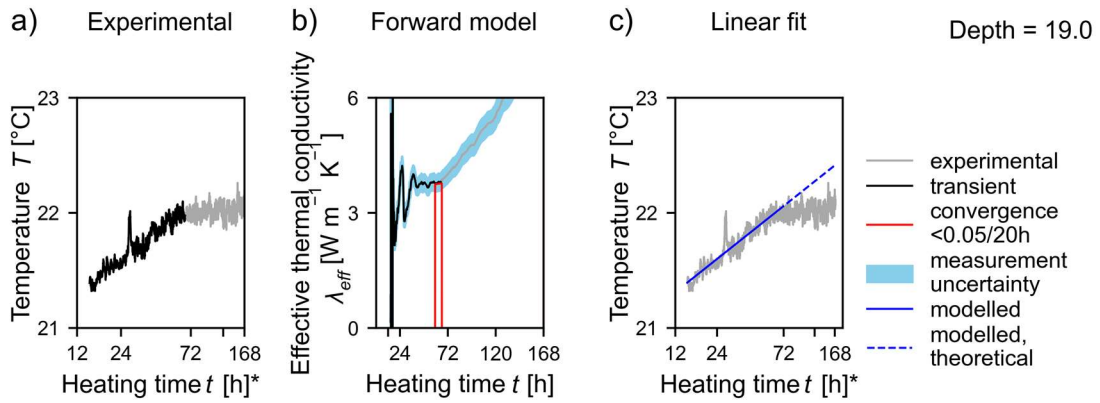 a) Experimental
b) Forward model
c) Linear fit
Depth = 19.0
Temperature T [°C]
23
22
21
12 24 72 168
Heating time t [h]*
Effective thermal conductivity
λeff [W m⁻¹ K⁻¹]
6
3
0
24 72 120 168
Heating time t [h]
Temperature T [°C]
23
22
21
12 24 72 168
Heating time t [h]*
experimental
transient
convergence
<0.05/20h
measurement
uncertainty
modelled
modelled,
theoretical